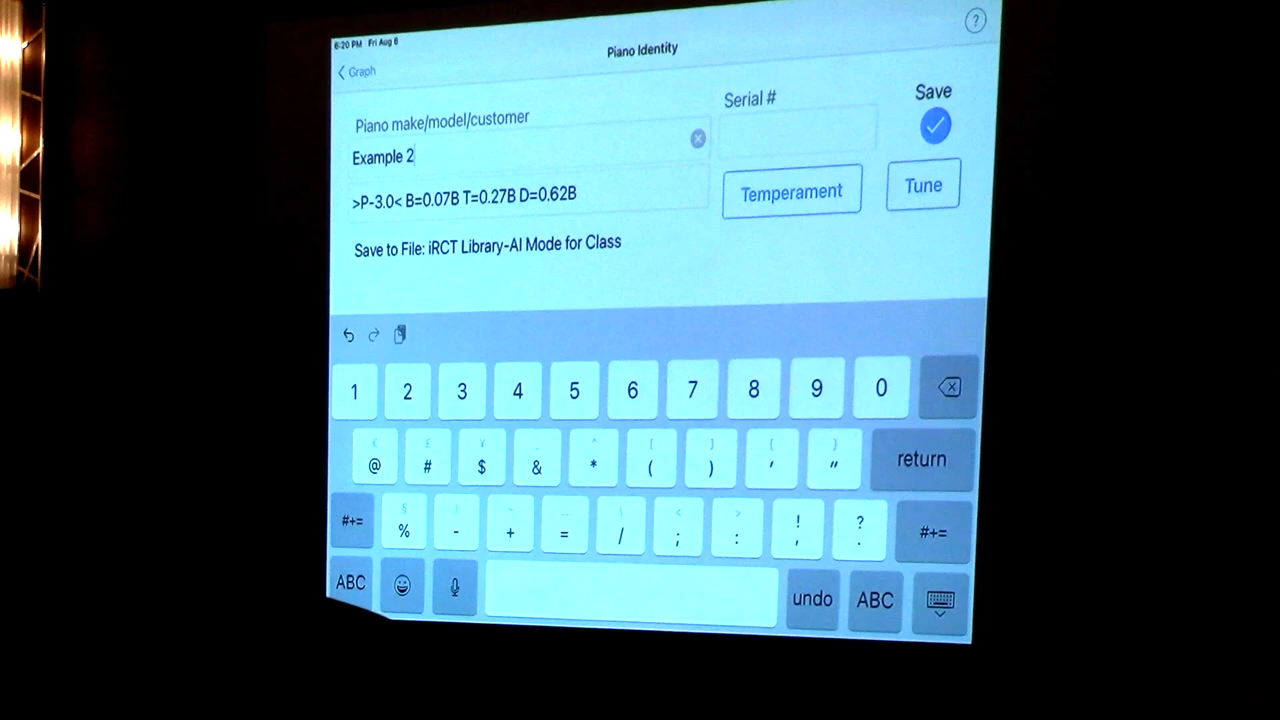 6:20 PM Fri Aug 6
Piano Identity
?
Graph
Piano make/model/customer
Serial #
Save
Example 2
>P-3.0< B=0.07B T=0.27B D=0.62B
Temperament
Tune
Save to File: iRCT Library-AI Mode for Class
1 2 3 4 5 6 7 8 9 0
@ # $ & * ( ) ' "
return
#+= % - + = / ; : ! , ? . #+=
ABC
undo
ABC